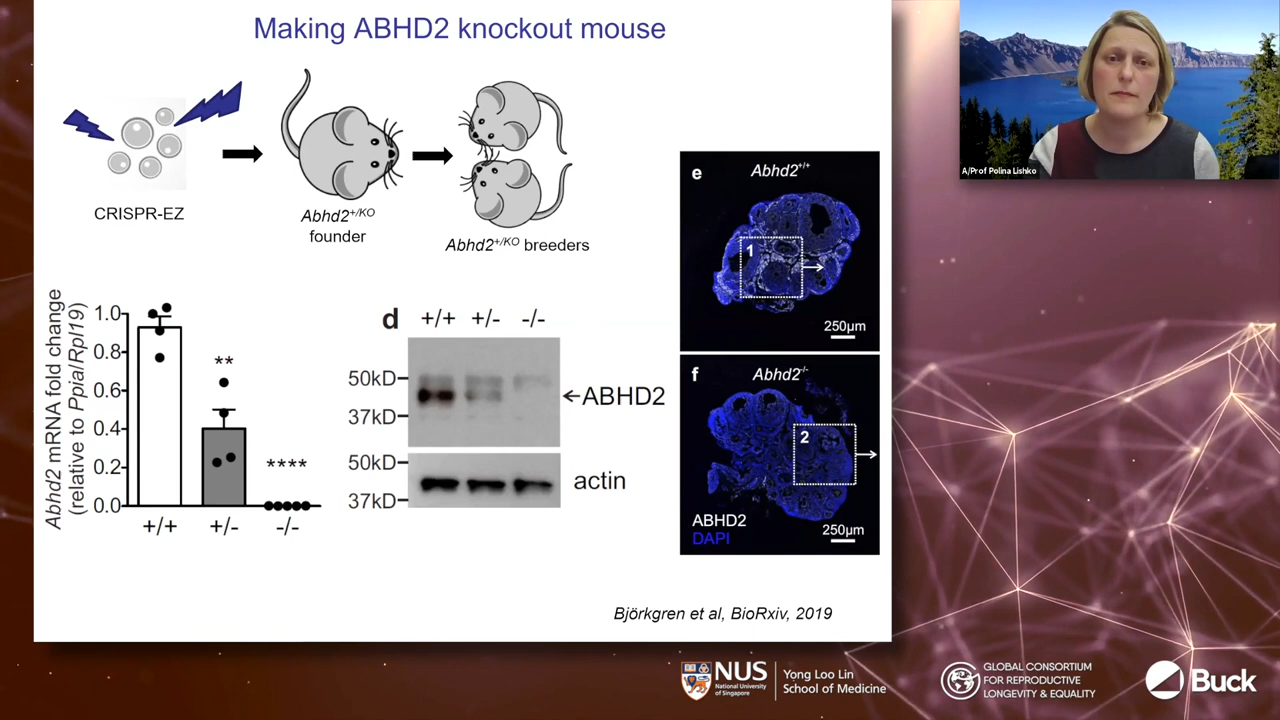 Making ABHD2 knockout mouse
CRISPR-EZ
Abhd2+/KO
founder
Abhd2+/KO breeders
Abhd2 mRNA fold change
(relative to Ppia/Rpl19)
1.0
0.8
0.6
0.4
0.2
0.0
**
****
+/+
+/-
-/-
d
+/+ +/- -/-
50kD
37kD
←ABHD2
50kD
37kD
actin
e
Abhd2+/+
1
250µm
f
Abhd2-/-
2
ABHD2
DAPI
250µm
Björkgren et al, BioRxiv, 2019
A/Prof Polina Lishko
NUS
National University
of Singapore
Yong Loo Lin
School of Medicine
GLOBAL CONSORTIUM
FOR REPRODUCTIVE
LONGEVITY & EQUALITY
Buck